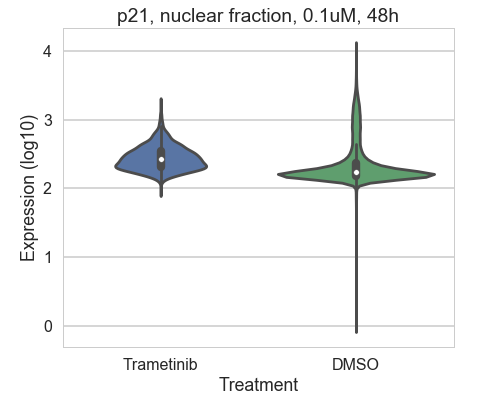 p21, nuclear fraction, 0.1uM, 48h
Expression (log10)
4
3
2
1
0
Trametinib
DMSO
Treatment